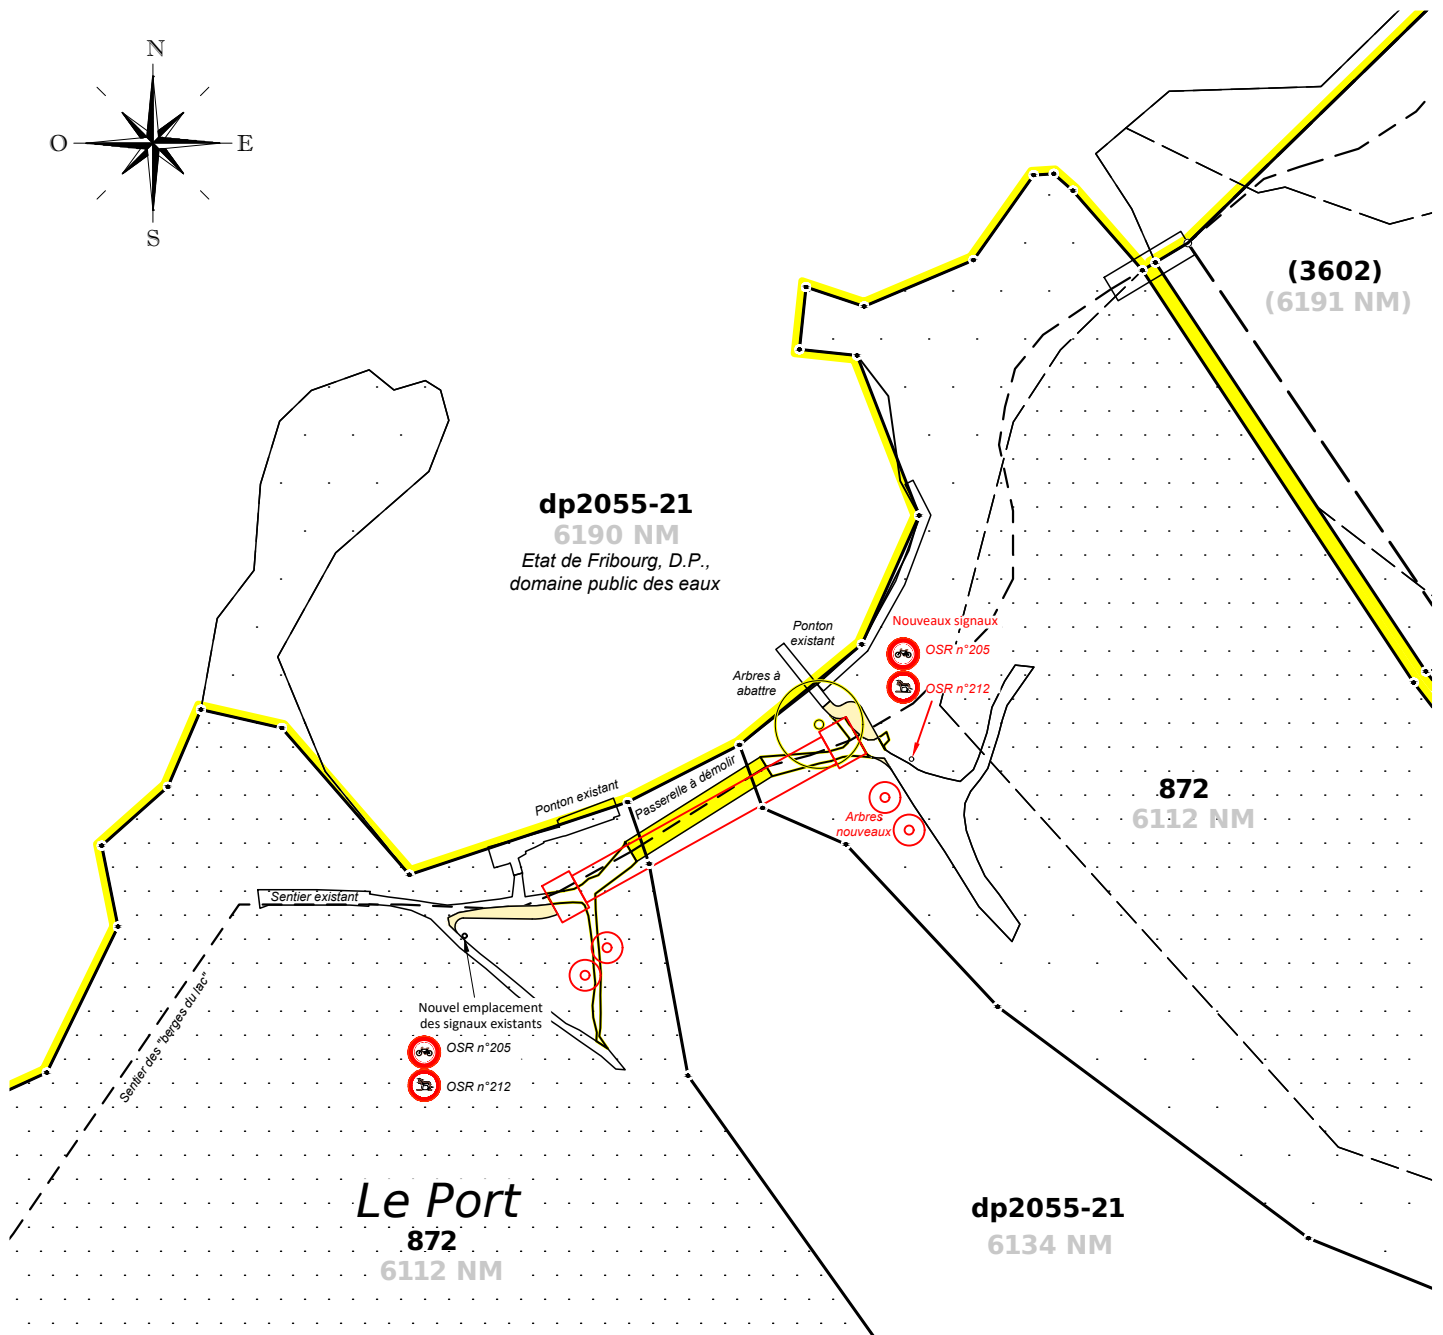 N
O
E
S
(3602)
(6191 NM)
dp2055-21
6190 NM
Etat de Fribourg, D.P.,
domaine public des eaux
Ponton
existant
Nouveaux signaux
OSR n°205
OSR n°212
Arbres à
abattre
Passerelle à démolir
Ponton existant
872
6112 NM
Arbres
nouveaux
Sentier existant
Sentier des "berges du lac"
Nouvel emplacement
des signaux existants
OSR n°205
OSR n°212
Le Port
872
6112 NM
dp2055-21
6134 NM